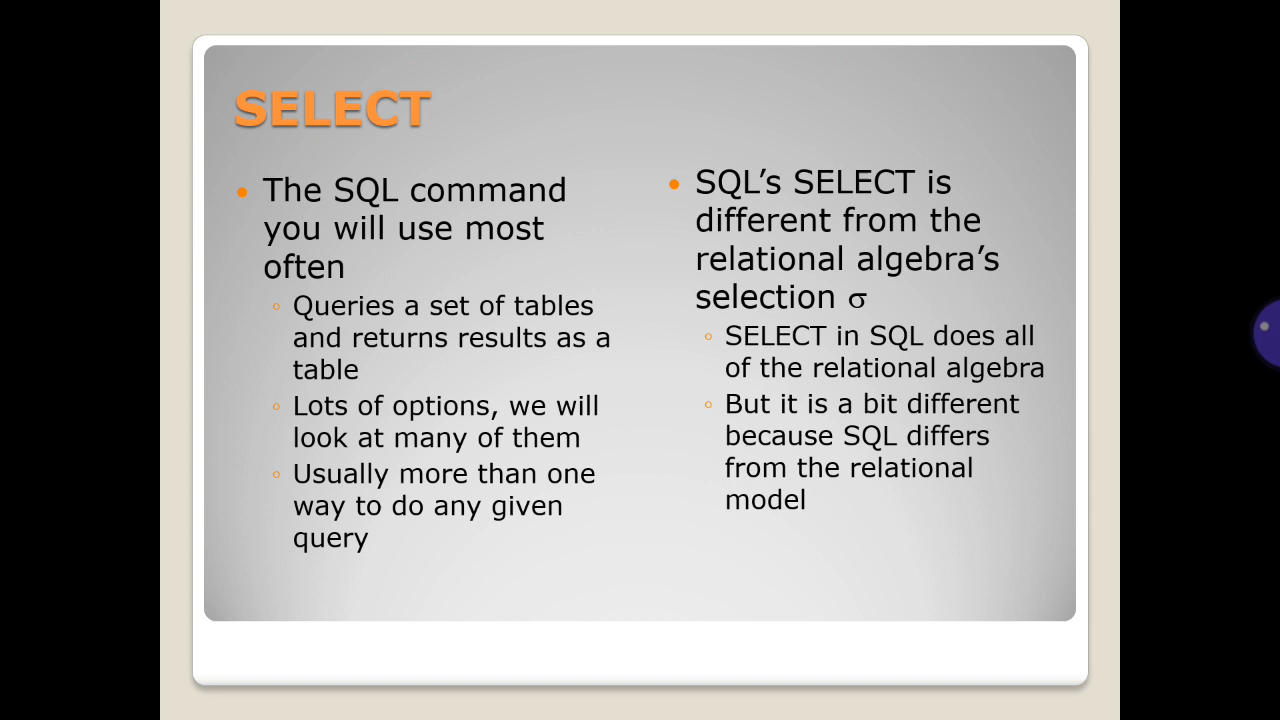 SELECT
The SQL command
you will use most
often
Queries a set of tables
and returns results as a
table
Lots of options, we will
look at many of them
Usually more than one
way to do any given
query
SQL’s SELECT is
different from the
relational algebra’s
selection σ
SELECT in SQL does all
of the relational algebra
But it is a bit different
because SQL differs
from the relational
model